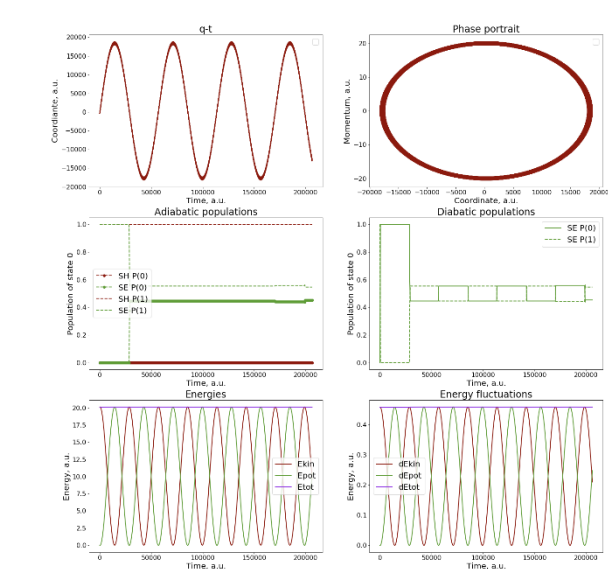 q-t
Coordiante, a.u.
20000
15000
10000
5000
0
−5000
−10000
−15000
−20000
0 50000 100000 150000 200000
Time, a.u.
Phase portrait
Momentum, a.u.
20
10
0
−10
−20
−20000 −15000 −10000 −5000 0 5000 10000 15000 20000
Coordinate, a.u.
Adiabatic populations
Population of state 0
1.0
0.8
0.6
0.4
0.2
0.0
SH P(0)
SE P(0)
SH P(1)
SE P(1)
0 50000 100000 150000 200000
Time, a.u.
Diabatic populations
Population of state 0
1.0
0.8
0.6
0.4
0.2
0.0
SE P(0)
SE P(1)
0 50000 100000 150000 200000
Time, a.u.
Energies
Energy, a.u.
20.0
17.5
15.0
12.5
10.0
7.5
5.0
2.5
0.0
Ekin
Epot
Etot
0 50000 100000 150000 200000
Time, a.u.
Energy fluctuations
Energy, a.u.
0.4
0.3
0.2
0.1
0.0
dEkin
dEpot
dEtot
0 50000 100000 150000 200000
Time, a.u.